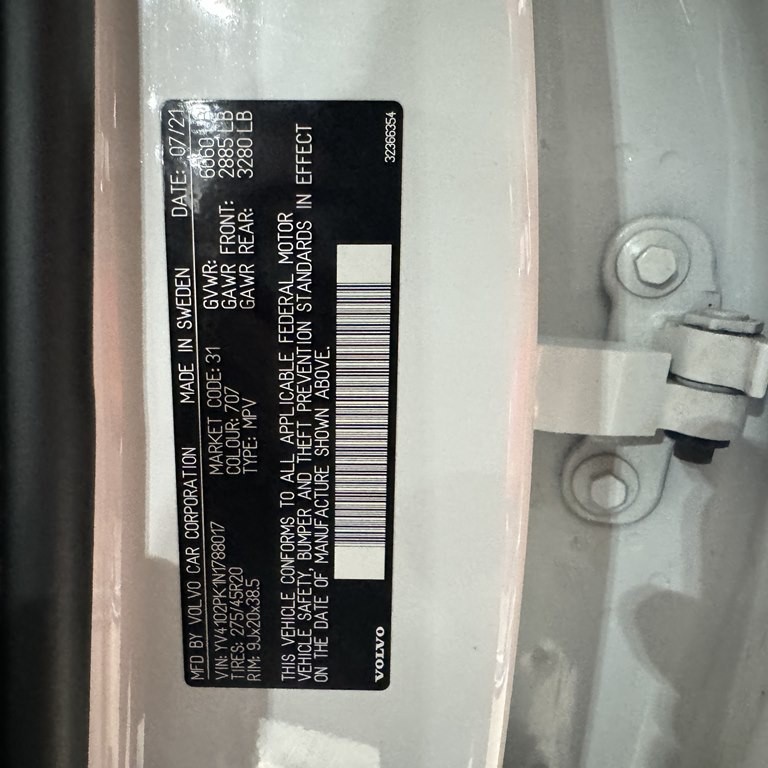 MFD BY VOLVO CAR CORPORATION MADE IN SWEDEN DATE: 07/21
VIN: YV4102PK1N1788017 MARKET CODE: 31 GVWR: 6060 LB
TIRES: 275/45R20 COLOUR: 707 GAWR FRONT: 2885 LB
RIM: 9Jx20x38.5 TYPE: MPV GAWR REAR: 3280 LB
THIS VEHICLE CONFORMS TO ALL APPLICABLE FEDERAL MOTOR
VEHICLE SAFETY, BUMPER AND THEFT PREVENTION STANDARDS IN EFFECT
ON THE DATE OF MANUFACTURE SHOWN ABOVE.
VOLVO 32366354